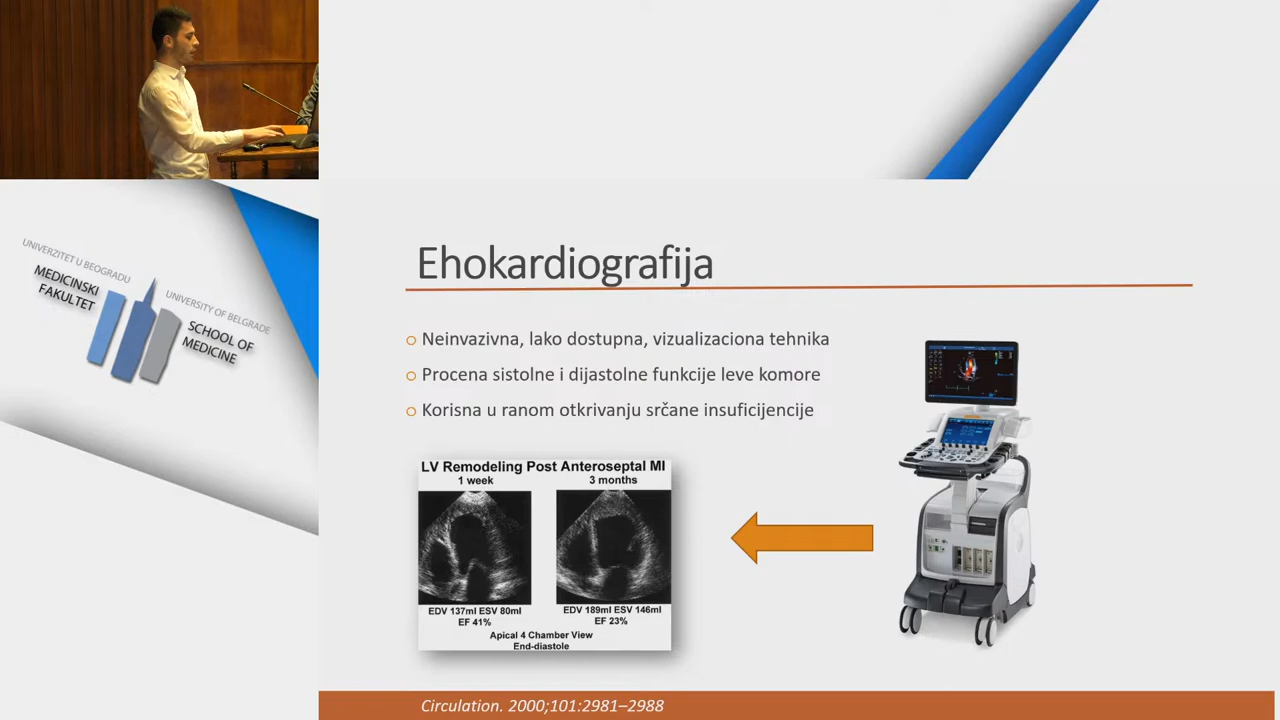 UNIVERZITET U BEOGRADU
MEDICINSKI
FAKULTET
UNIVERSITY OF BELGRADE
SCHOOL OF
MEDICINE
Ehokardiografija
Neinvazivna, lako dostupna, vizualizaciona tehnika
Procena sistolne i dijastolne funkcije leve komore
Korisna u ranom otkrivanju srčane insuficijencije
LV Remodeling Post Anteroseptal MI
1 week
3 months
EDV 137ml ESV 80ml
EF 41%
EDV 189ml ESV 146ml
EF 23%
Apical 4 Chamber View
End-diastole
Circulation. 2000;101:2981–2988